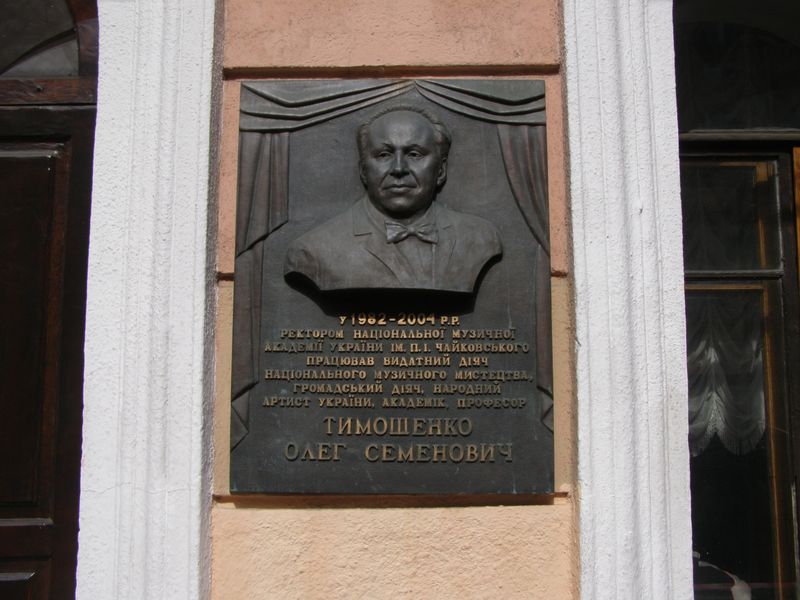 У 1982-2004 Р.Р.
РЕКТОРОМ НАЦІОНАЛЬНОЇ МУЗИЧНОЇ
АКАДЕМІЇ УКРАЇНИ ІМ. П.І. ЧАЙКОВСЬКОГО
ПРАЦЮВАВ ВИДАТНИЙ ДІЯЧ
НАЦІОНАЛЬНОГО МУЗИЧНОГО МИСТЕЦТВА,
ГРОМАДСЬКИЙ ДІЯЧ, НАРОДНИЙ
АРТИСТ УКРАЇНИ, АКАДЕМІК, ПРОФЕСОР
ТИМОШЕНКО
ОЛЕГ СЕМЕНОВИЧ